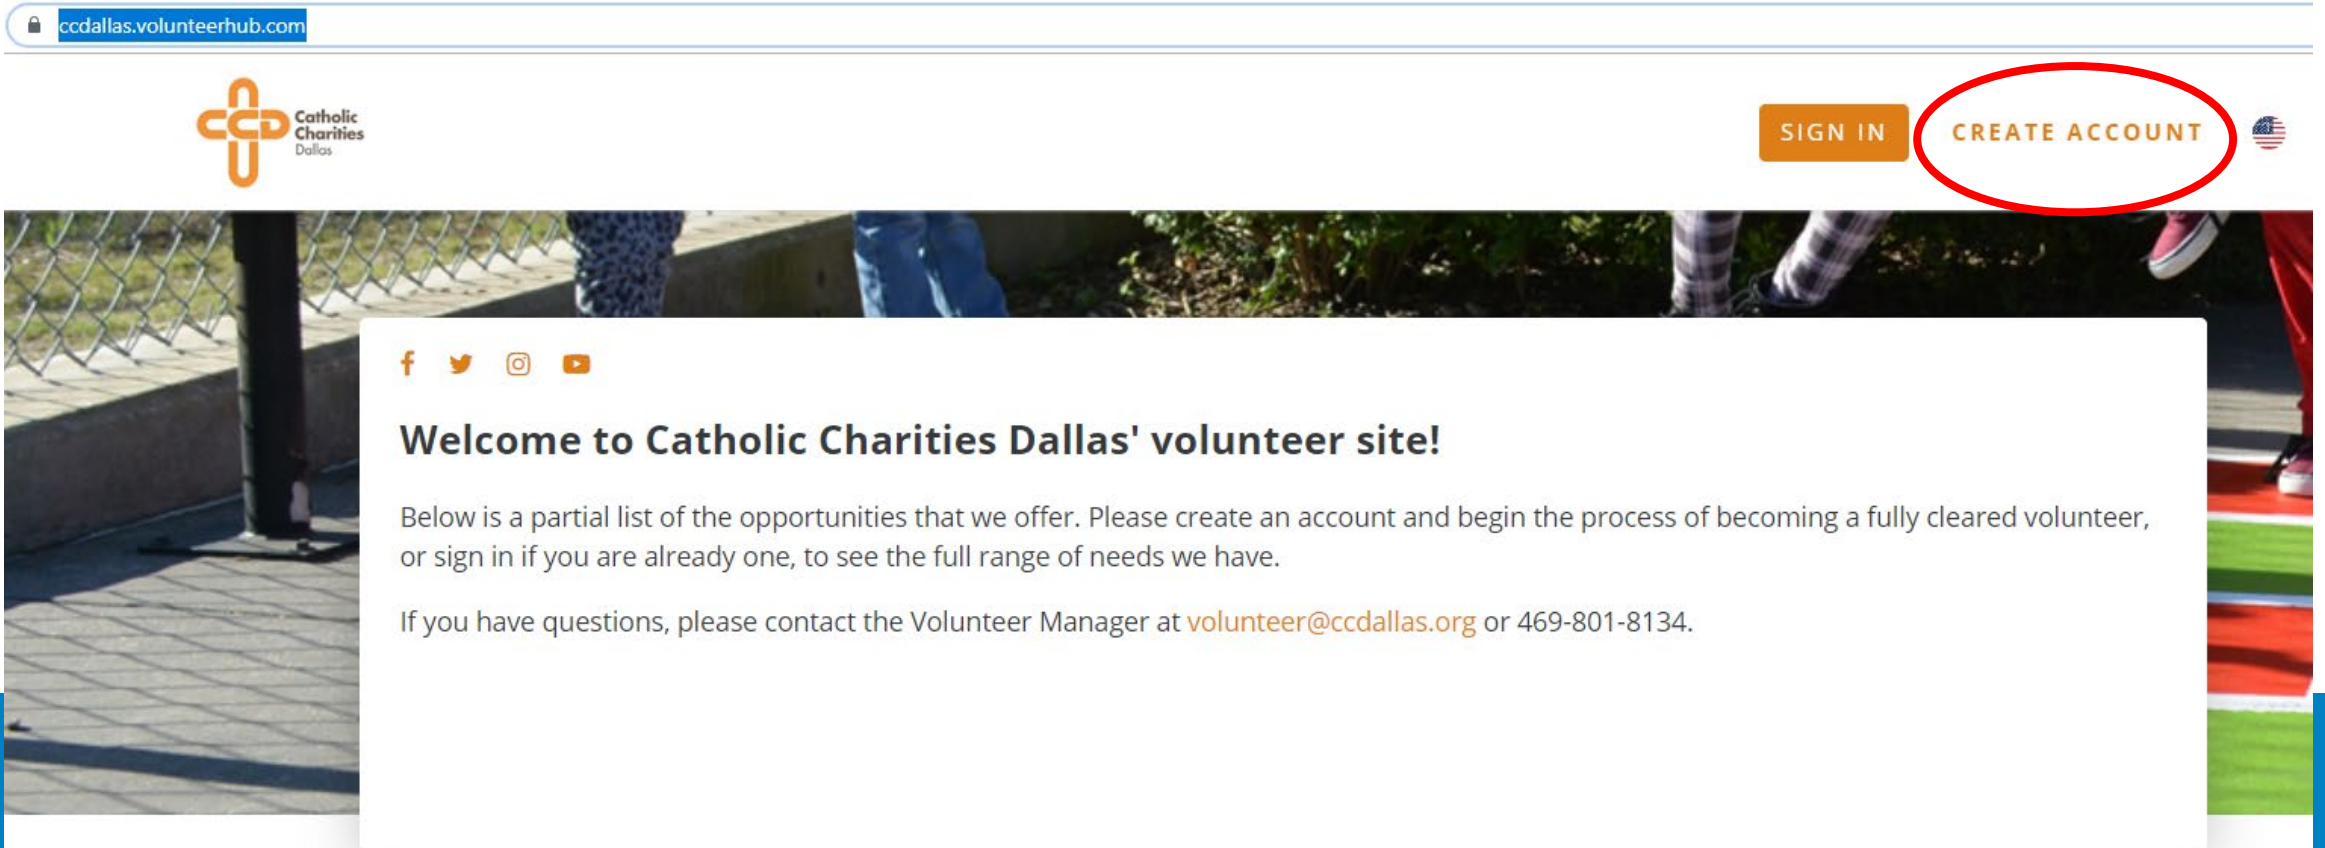 ccdallas.volunteerhub.com
CCD
Catholic
Charities
Dallas
SIGN IN
CREATE ACCOUNT
Welcome to Catholic Charities Dallas' volunteer site!
Below is a partial list of the opportunities that we offer. Please create an account and begin the process of becoming a fully cleared volunteer,
or sign in if you are already one, to see the full range of needs we have.
If you have questions, please contact the Volunteer Manager at volunteer@ccdallas.org or 469-801-8134.